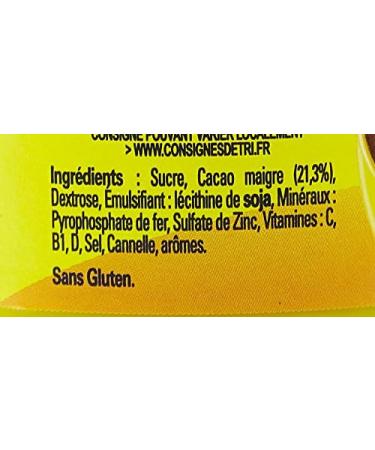 CONSIGNE POUVANT VARIER LOCALEMENT
> WWW.CONSIGNESDETRI.FR
Ingrédients : Sucre, Cacao maigre (21,3%),
Dextrose, Émulsifiant : lécithine de soja, Minéraux :
Pyrophosphate de fer, Sulfate de Zinc, Vitamines : C,
B1, D, Sel, Cannelle, arômes.
Sans Gluten.